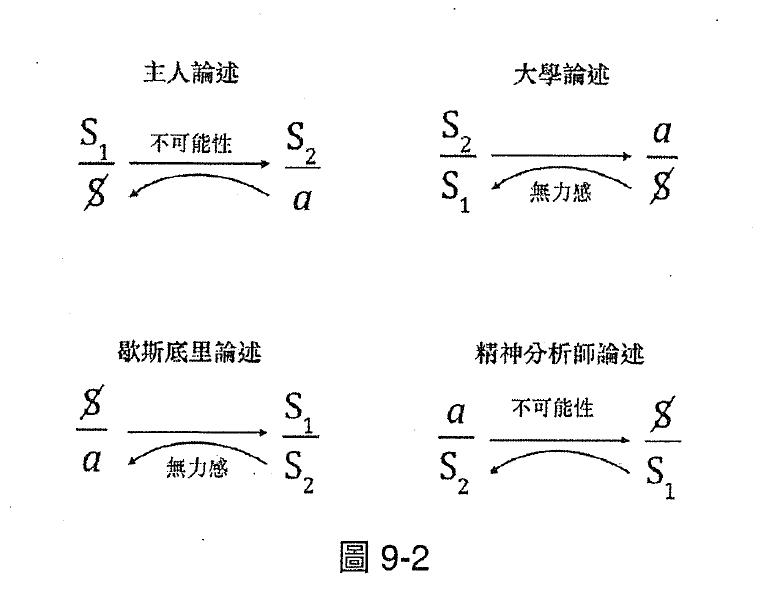 主人論述
S₁ 不可能性 S₂
$ a
大學論述
S₂ a
S₁ 無力感 $
歇斯底里論述
$ S₁
a 無力感 S₂
精神分析師論述
a 不可能性 $
S₂ S₁
圖 9-2